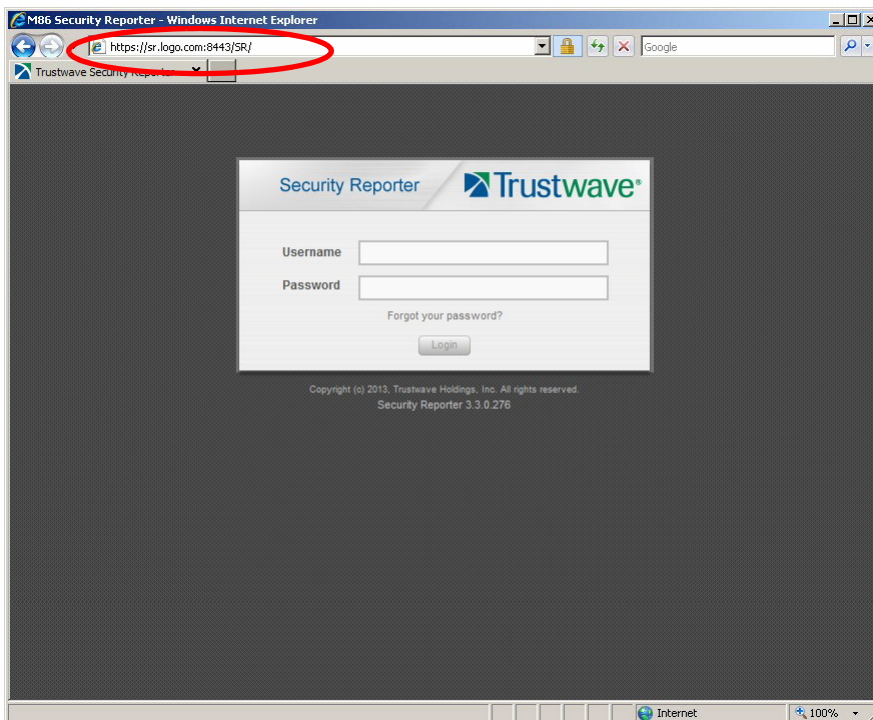 M86 Security Reporter - Windows Internet Explorer
https://sr.logo.com:8443/SR/
Google
Trustwave Security Reporter
Security Reporter
Trustwave®
Username
Password
Forgot your password?
Login
Copyright (c) 2013, Trustwave Holdings, Inc. All rights reserved.
Security Reporter 3.3.0.276
Internet
100%